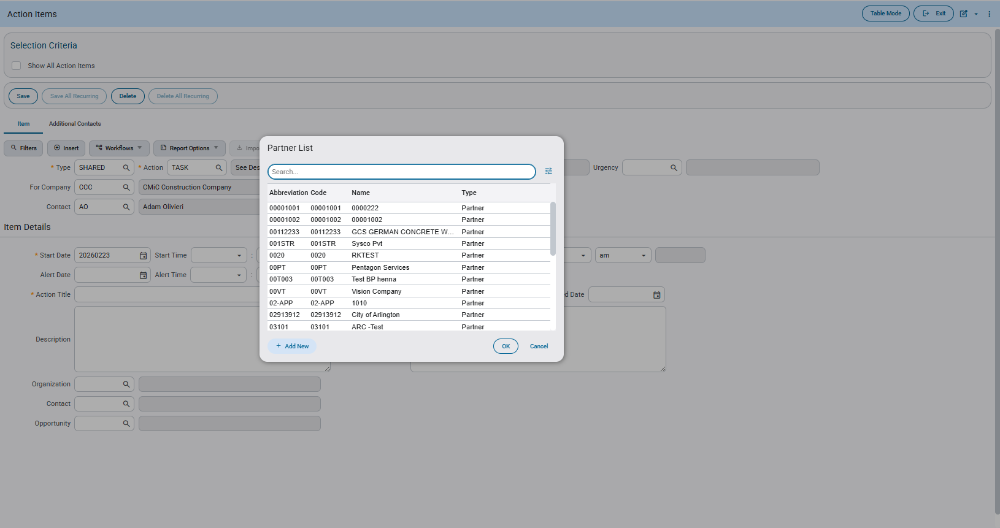 Action Items
Table Mode
Exit
Selection Criteria
Show All Action Items
Save
Save All Recurring
Delete
Delete All Recurring
Item
Additional Contacts
Filters
Insert
Workflows
Report Options
* Type SHARED
* Action TASK
Urgency
For Company CCC CMiC Construction Company
Contact AO Adam Olivieri
Item Details
* Start Date 20260223 Start Time :
am
Alert Date Alert Time :
* Action Title
Date
Description
Organization
Contact
Opportunity
Partner List
Search...
Abbreviation Code Name Type
00001001 00001001 0000222 Partner
00001002 00001002 00001002 Partner
00112233 00112233 GCS GERMAN CONCRETE W... Partner
001STR 001STR Sysco Pvt Partner
0020 0020 RKTEST Partner
00PT 00PT Pentagon Services Partner
00T003 00T003 Test BP henna Partner
00VT 00VT Vision Company Partner
02-APP 02-APP 1010 Partner
02913912 02913912 City of Arlington Partner
03101 03101 ARC -Test Partner
+ Add New
OK
Cancel